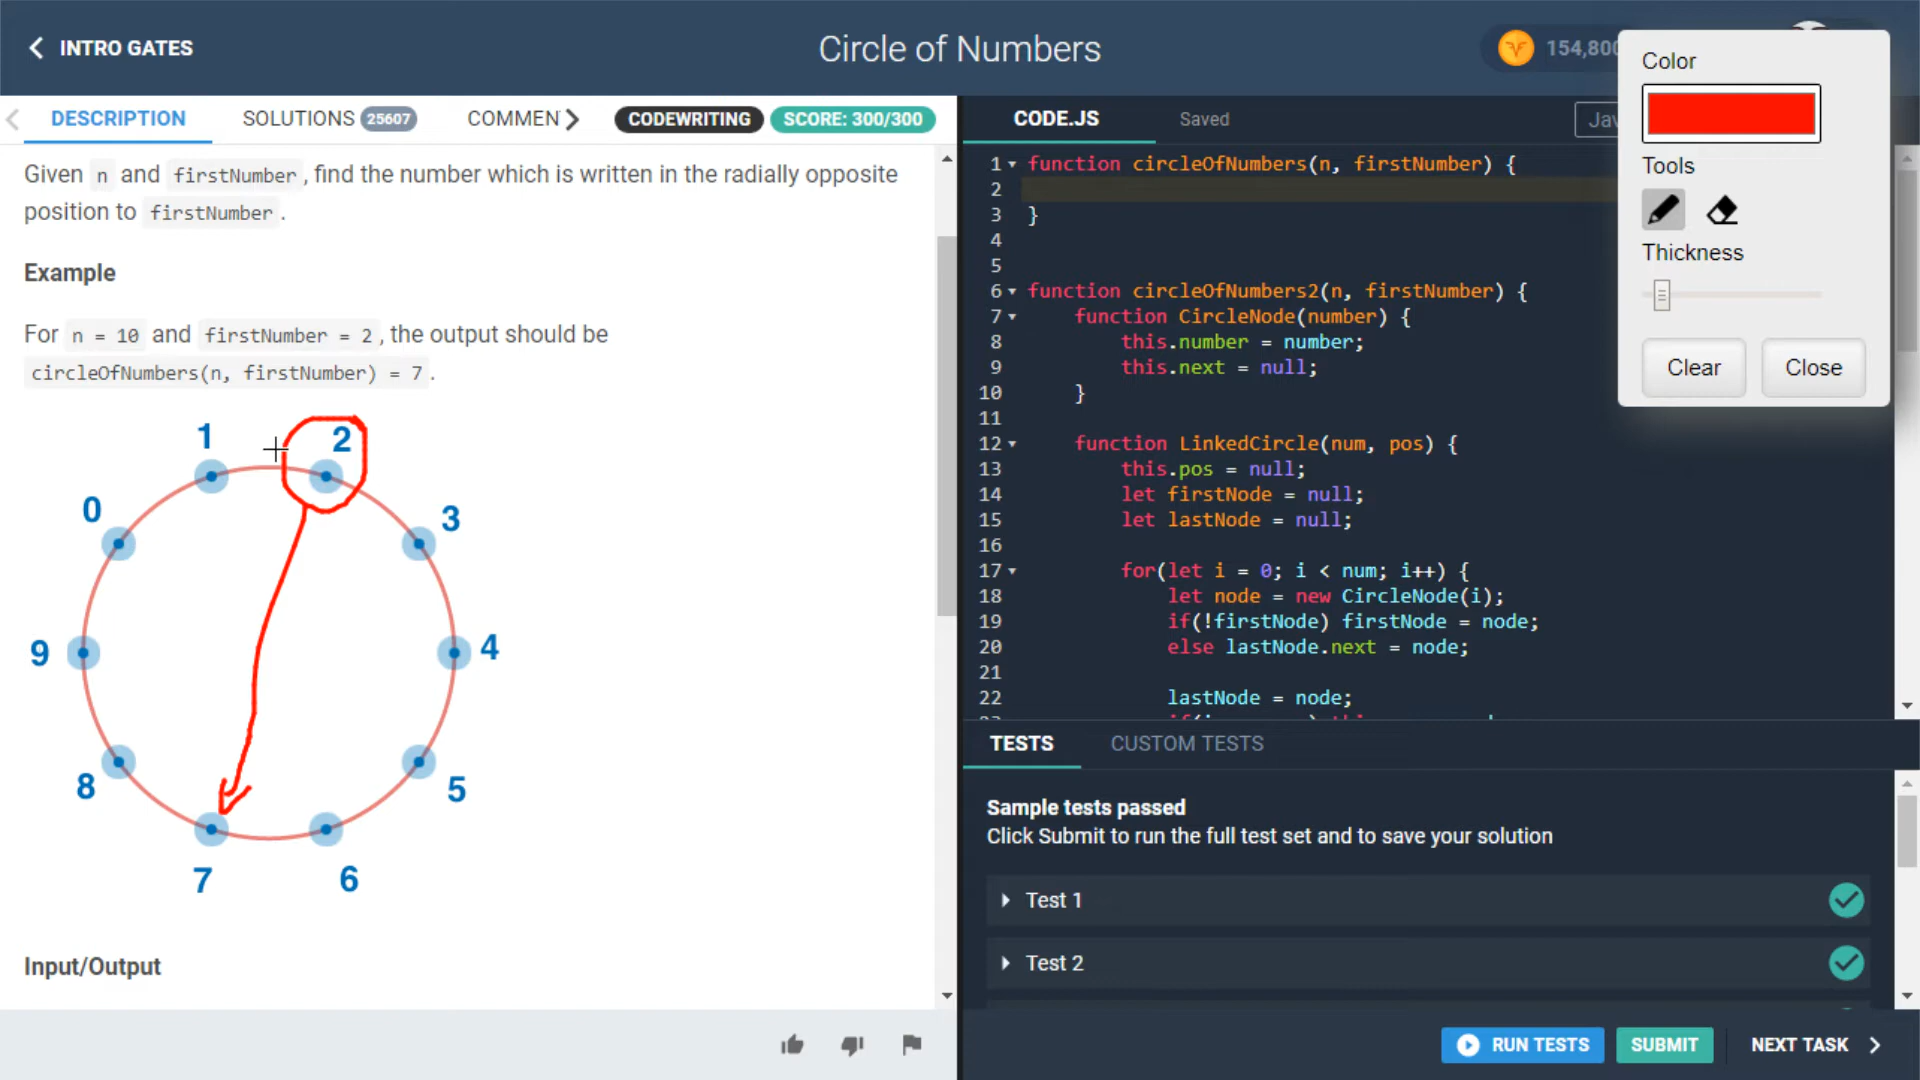 INTRO GATES
Circle of Numbers
154,800
DESCRIPTION
SOLUTIONS 25607
COMMEN
CODEWRITING
SCORE: 300/300
Given n and firstNumber, find the number which is written in the radially opposite
position to firstNumber.
Example
For n = 10 and firstNumber = 2, the output should be
circleOfNumbers(n, firstNumber) = 7.
1
2
0
3
9
4
8
5
7
6
Input/Output
CODE.JS
Saved
Jav
1 function circleOfNumbers(n, firstNumber) {
2
3 }
4
5
6 function circleOfNumbers2(n, firstNumber) {
7 function CircleNode(number) {
8 this.number = number;
9 this.next = null;
10 }
11
12 function LinkedCircle(num, pos) {
13 this.pos = null;
14 let firstNode = null;
15 let lastNode = null;
16
17 for(let i = 0; i < num; i++) {
18 let node = new CircleNode(i);
19 if(!firstNode) firstNode = node;
20 else lastNode.next = node;
21
22 lastNode = node;
Color
Tools
Thickness
Clear
Close
TESTS
CUSTOM TESTS
Sample tests passed
Click Submit to run the full test set and to save your solution
Test 1
Test 2
RUN TESTS
SUBMIT
NEXT TASK